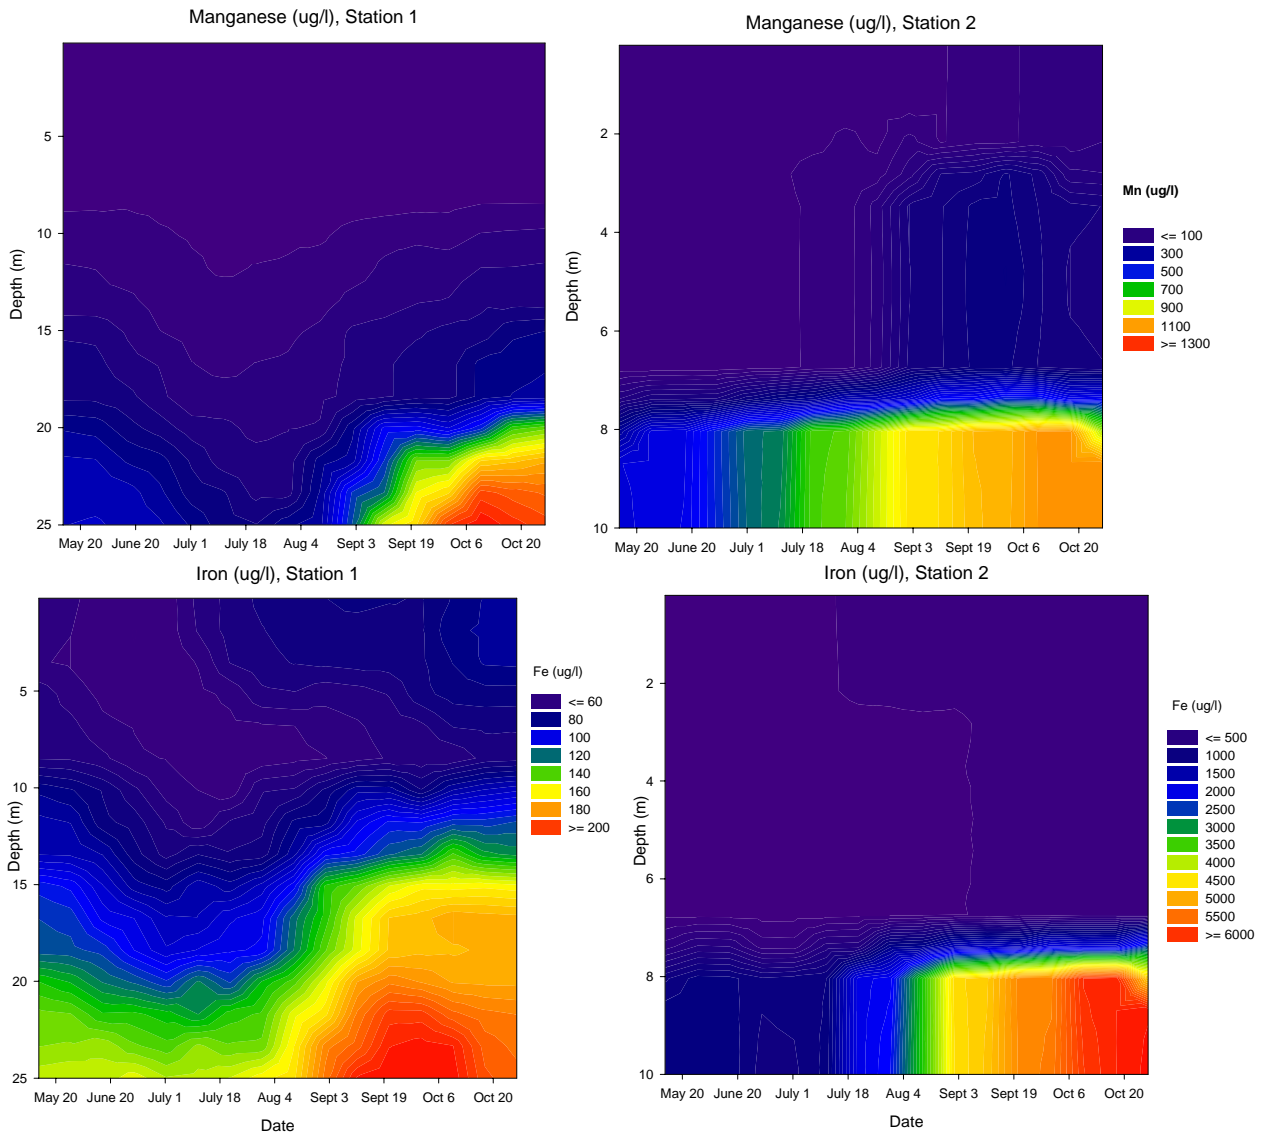 Manganese (ug/l), Station 1
5
10
15
20
25
Depth (m)
May 20 June 20 July 1 July 18 Aug 4 Sept 3 Sept 19 Oct 6 Oct 20
Manganese (ug/l), Station 2
2
4
6
8
10
Depth (m)
May 20 June 20 July 1 July 18 Aug 4 Sept 3 Sept 19 Oct 6 Oct 20
Mn (ug/l)
<= 100
300
500
700
900
1100
>= 1300
Iron (ug/l), Station 1
5
10
15
20
25
Depth (m)
May 20 June 20 July 1 July 18 Aug 4 Sept 3 Sept 19 Oct 6 Oct 20
Date
Fe (ug/l)
<= 60
80
100
120
140
160
180
>= 200
Iron (ug/l), Station 2
2
4
6
8
10
Depth (m)
May 20 June 20 July 1 July 18 Aug 4 Sept 3 Sept 19 Oct 6 Oct 20
Date
Fe (ug/l)
<= 500
1000
1500
2000
2500
3000
3500
4000
4500
5000
5500
>= 6000